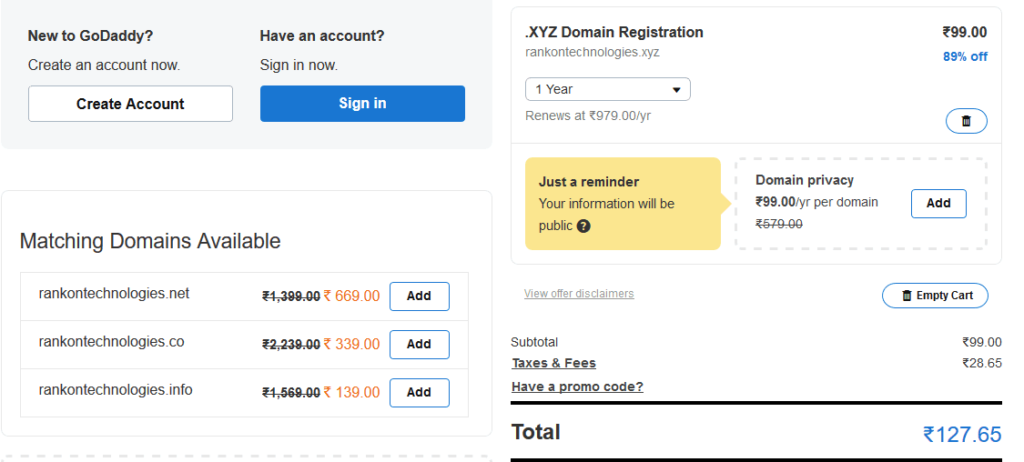 New to GoDaddy?
Create an account now.
Create Account
Have an account?
Sign in now.
Sign in
Matching Domains Available
rankontechnologies.net ₹1,399.00 ₹ 669.00 Add
rankontechnologies.co ₹2,239.00 ₹ 339.00 Add
rankontechnologies.info ₹1,569.00 ₹ 139.00 Add
.XYZ Domain Registration ₹99.00
rankontechnologies.xyz 89% off
1 Year
Renews at ₹979.00/yr
Just a reminder
Your information will be
public ?
Domain privacy
₹99.00/yr per domain
₹579.00
Add
View offer disclaimers
Empty Cart
Subtotal ₹99.00
Taxes & Fees ₹28.65
Have a promo code?
Total ₹127.65